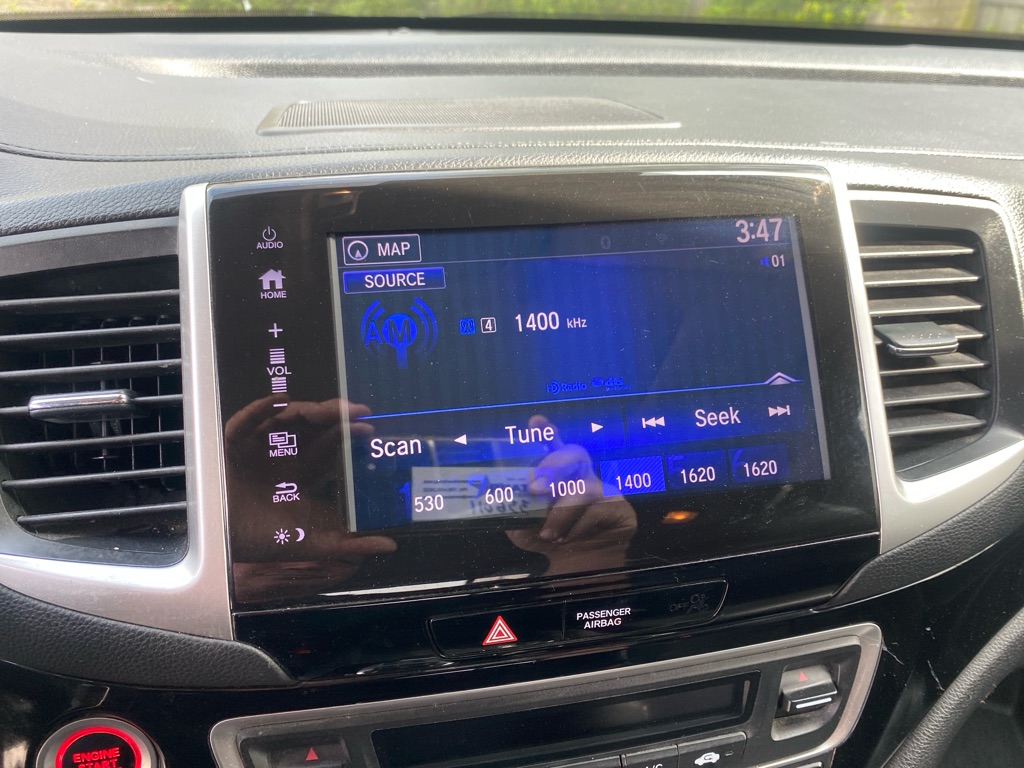 AUDIO
HOME
+
VOL
-
MENU
BACK
MAP
3:47
SOURCE
01
AM
4 1400 kHz
Scan Tune Seek
530 600 1000 1400 1620 1620
PASSENGER
AIRBAG
OFF
ENGINE
START
A/C